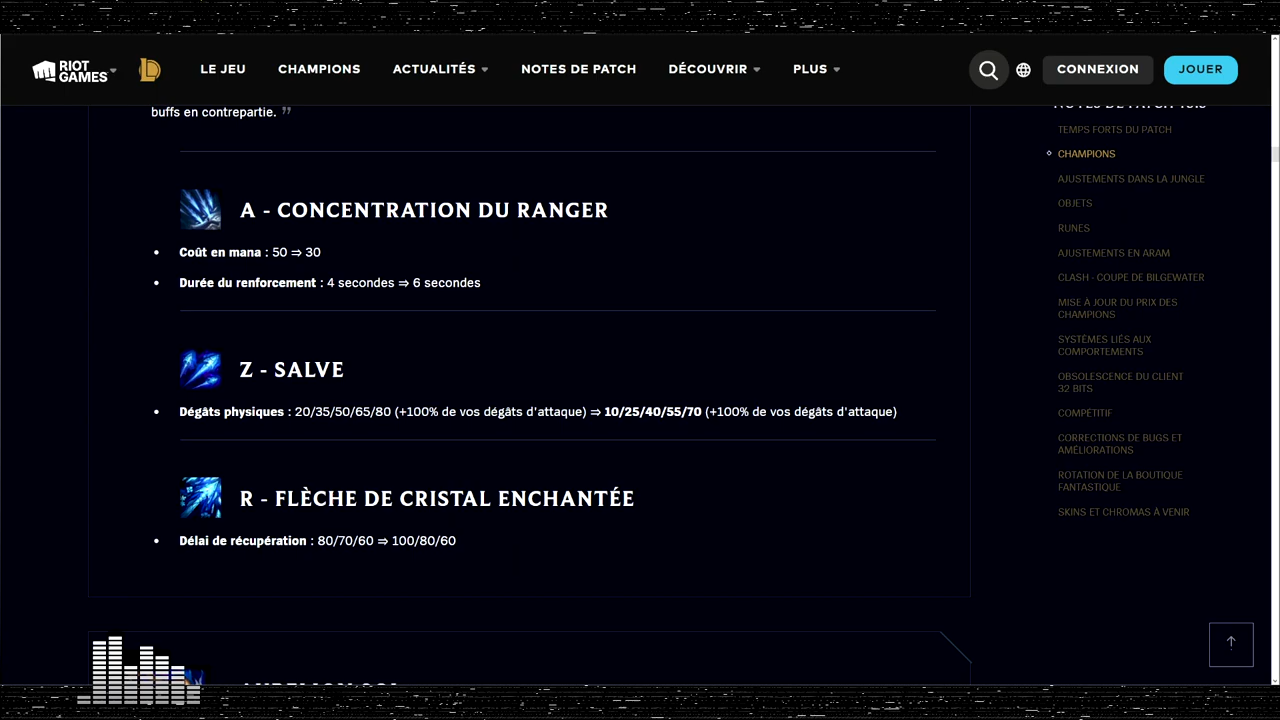 RIOT GAMES
LE JEU
CHAMPIONS
ACTUALITÉS
NOTES DE PATCH
DÉCOUVRIR
PLUS
CONNEXION
JOUER
buffs en contrepartie. ”
A - CONCENTRATION DU RANGER
• Coût en mana : 50 ⇒ 30
• Durée du renforcement : 4 secondes ⇒ 6 secondes
Z - SALVE
• Dégâts physiques : 20/35/50/65/80 (+100% de vos dégâts d'attaque) ⇒ 10/25/40/55/70 (+100% de vos dégâts d'attaque)
R - FLÈCHE DE CRISTAL ENCHANTÉE
• Délai de récupération : 80/70/60 ⇒ 100/80/60
NOTES DE PATCH
TEMPS FORTS DU PATCH
CHAMPIONS
AJUSTEMENTS DANS LA JUNGLE
OBJETS
RUNES
AJUSTEMENTS EN ARAM
CLASH - COUPE DE BILGEWATER
MISE À JOUR DU PRIX DES
CHAMPIONS
SYSTÈMES LIÉS AUX
COMPORTEMENTS
OBSOLESCENCE DU CLIENT
32 BITS
COMPÉTITIF
CORRECTIONS DE BUGS ET
AMÉLIORATIONS
ROTATION DE LA BOUTIQUE
FANTASTIQUE
SKINS ET CHROMAS À VENIR